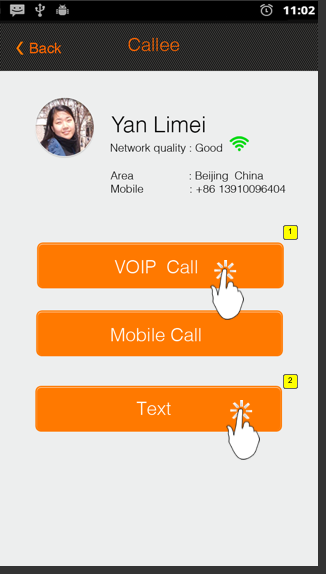 11:02
Back
Callee
Yan Limei
Network quality : Good
Area : Beijing China
Mobile : +86 13910096404
1
VOIP Call
Mobile Call
2
Text